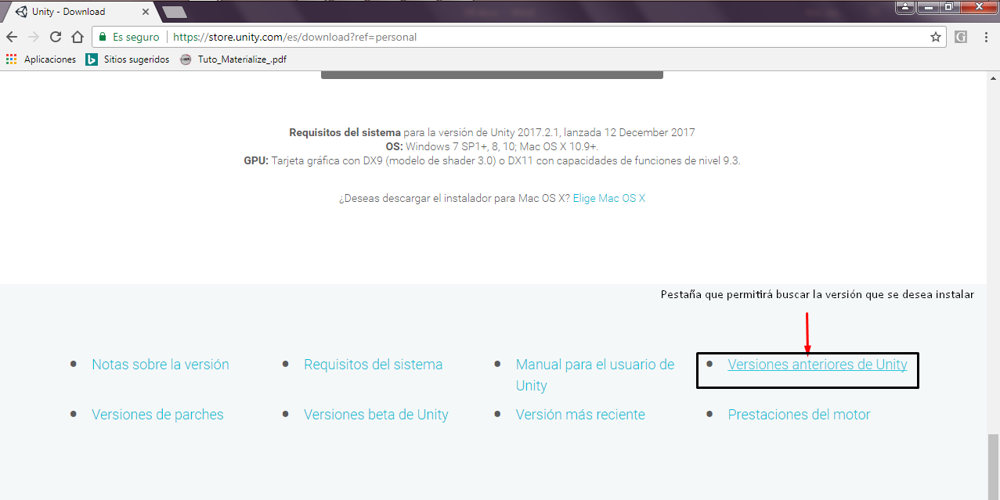 Unity - Download
Es seguro
https://store.unity.com/es/download?ref=personal
G
Aplicaciones
Sitios sugeridos
Tuto_Materialize_.pdf
Requisitos del sistema para la versión de Unity 2017.2.1, lanzada 12 December 2017
OS: Windows 7 SP1+, 8, 10; Mac OS X 10.9+.
GPU: Tarjeta gráfica con DX9 (modelo de shader 3.0) o DX11 con capacidades de funciones de nivel 9.3.
¿Deseas descargar el instalador para Mac OS X? Elige Mac OS X
Pestaña que permitirá buscar la versión que se desea instalar
Notas sobre la versión
Requisitos del sistema
Manual para el usuario de
Unity
Versiones anteriores de Unity
Versiones de parches
Versiones beta de Unity
Versión más reciente
Prestaciones del motor